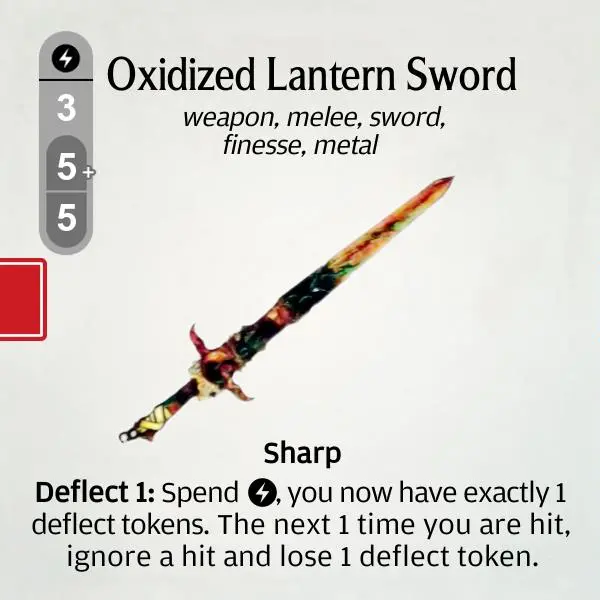 Oxidized Lantern Sword
weapon, melee, sword,
finesse, metal
3
5+
5
Sharp
Deflect 1: Spend , you now have exactly 1
deflect tokens. The next 1 time you are hit,
ignore a hit and lose 1 deflect token.